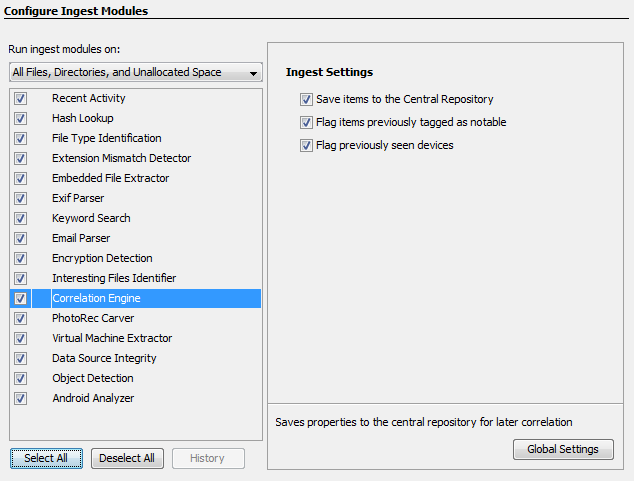 Configure Ingest Modules
Run ingest modules on:
All Files, Directories, and Unallocated Space
Recent Activity
Hash Lookup
File Type Identification
Extension Mismatch Detector
Embedded File Extractor
Exif Parser
Keyword Search
Email Parser
Encryption Detection
Interesting Files Identifier
Correlation Engine
PhotoRec Carver
Virtual Machine Extractor
Data Source Integrity
Object Detection
Android Analyzer
Select All
Deselect All
History
Ingest Settings
Save items to the Central Repository
Flag items previously tagged as notable
Flag previously seen devices
Saves properties to the central repository for later correlation
Global Settings